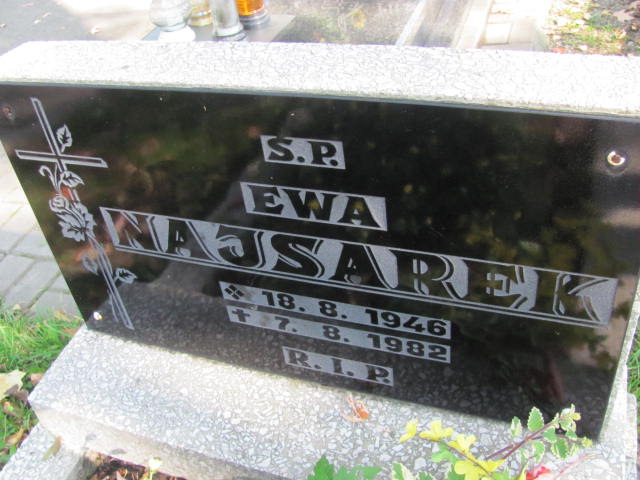 S.P.
EWA
NAJSAREK
18. 8. 1946
✝ 7. 8. 1982
R.I.P.